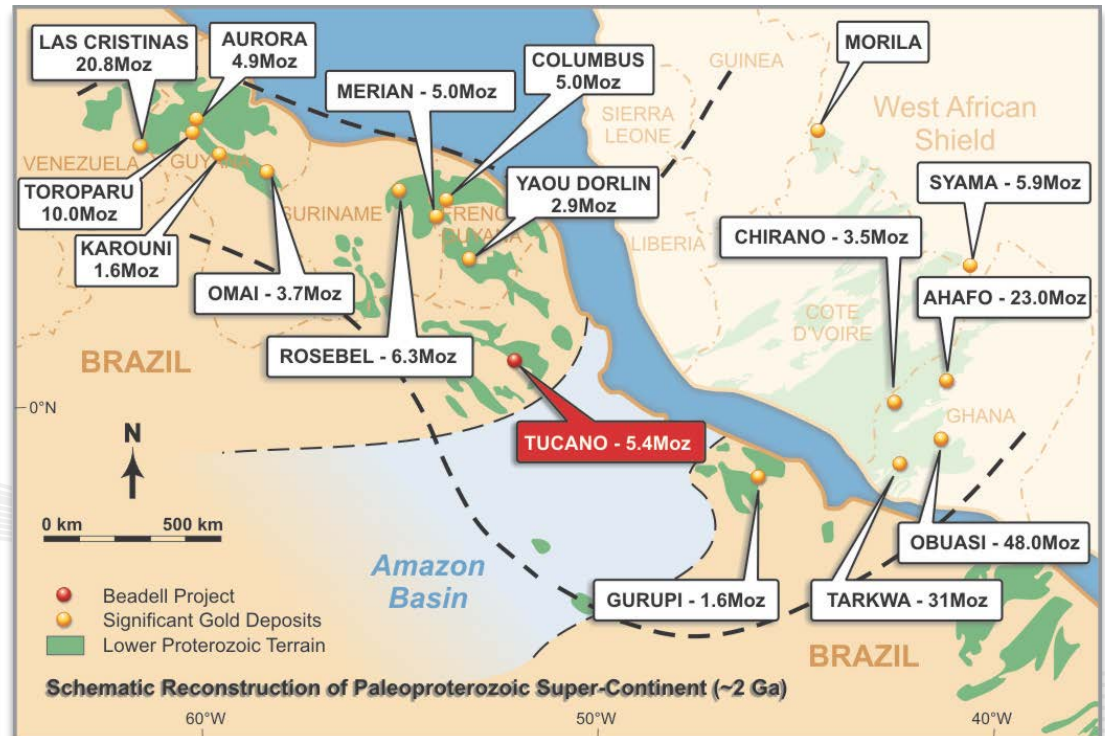 LAS CRISTINAS
20.8Moz
AURORA
4.9Moz
MERIAN - 5.0Moz
COLUMBUS
5.0Moz
GUINEA
MORILA
SIERRA
LEONE
West African
Shield
VENEZUELA
GUYANA
TOROPARU
10.0Moz
KAROUNI
1.6Moz
SURINAME
FRENCH
GUYANA
YAOU DORLIN
2.9Moz
LIBERIA
CHIRANO - 3.5Moz
SYAMA - 5.9Moz
OMAI - 3.7Moz
AHAFO - 23.0Moz
COTE
D'VOIRE
ROSEBEL - 6.3Moz
BRAZIL
0°N
GHANA
TUCANO - 5.4Moz
N
0 km 500 km
OBUASI - 48.0Moz
Amazon
Basin
GURUPI - 1.6Moz
TARKWA - 31Moz
Beadell Project
Significant Gold Deposits
Lower Proterozoic Terrain
BRAZIL
Schematic Reconstruction of Paleoproterozoic Super-Continent (~2 Ga)
60°W
50°W
40°W